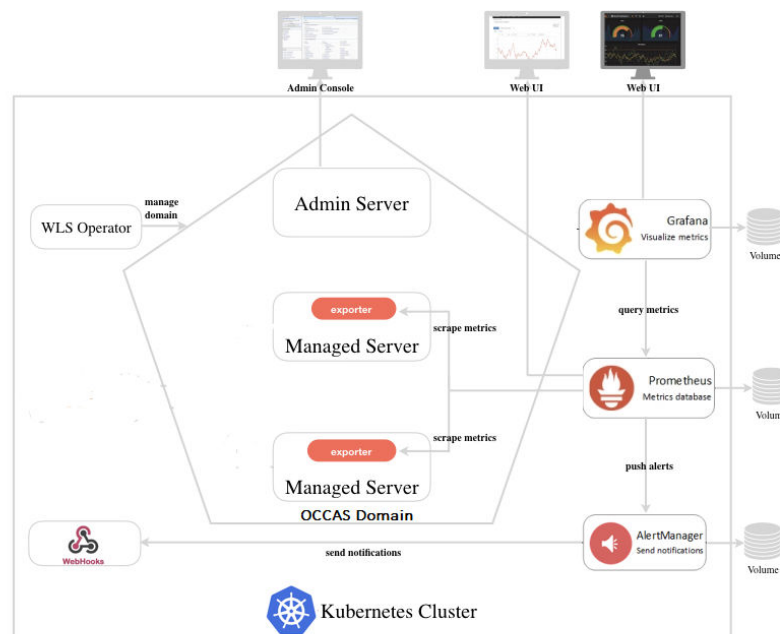 Admin Console
Web UI
Web UI
manage
domain
WLS Operator
Admin Server
Grafana
Visualize metrics
Volume
exporter
scrape metrics
Managed Server
query metrics
Prometheus
Metrics database
Volum
exporter
scrape metrics
Managed Server
OCCAS Domain
push alerts
WebHooks
send notifications
AlertManager
Send notifications
Volume
Kubernetes Cluster